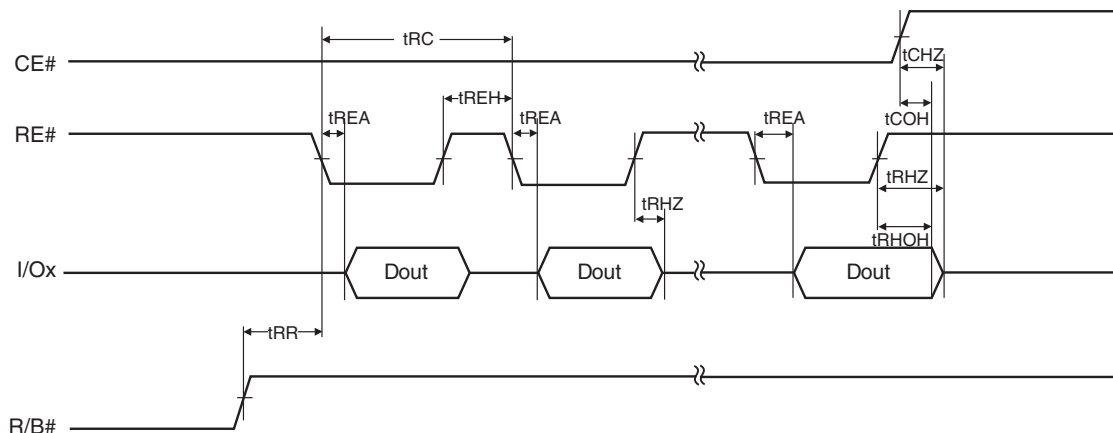 tRC
CE#
tCHZ
tREH
tCOH
tREA
tREA
tREA
RE#
tRHZ
tRHZ
tRHOH
I/Ox
Dout
Dout
Dout
tRR
R/B#